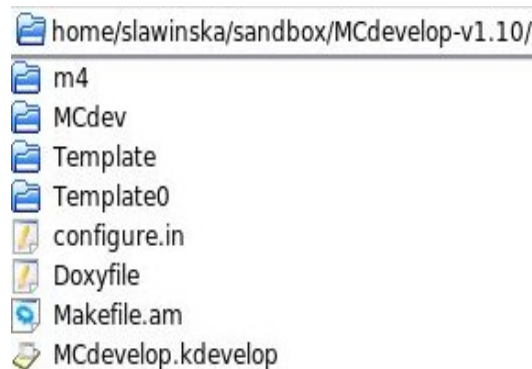 home/slawinska/sandbox/MCdevelop-v1.10/
m4
MCdev
Template
Template0
configure.in
Doxyfile
Makefile.am
MCdevelop.kdevelop